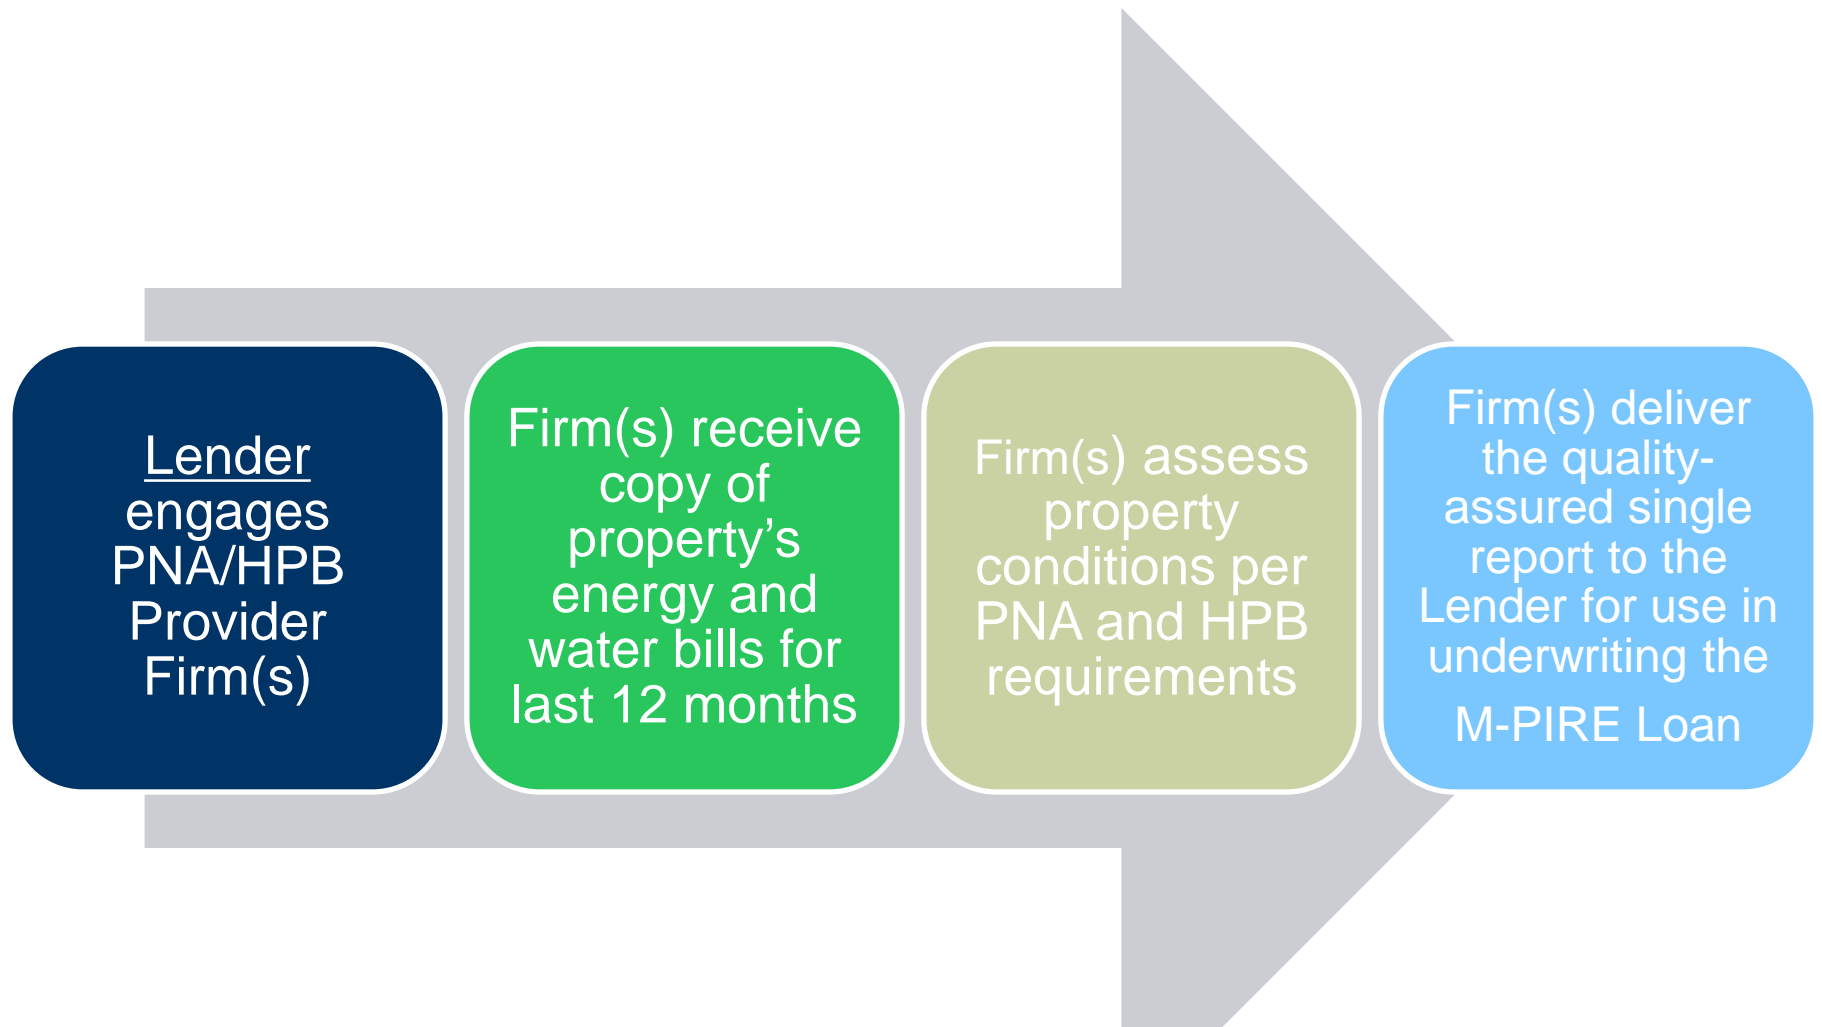 Lender
engages
PNA/HPB
Provider
Firm(s)
Firm(s) receive
copy of
property’s
energy and
water bills for
last 12 months
Firm(s) assess
property
conditions per
PNA and HPB
requirements
Firm(s) deliver
the quality-
assured single
report to the
Lender for use in
underwriting the
M-PIRE Loan